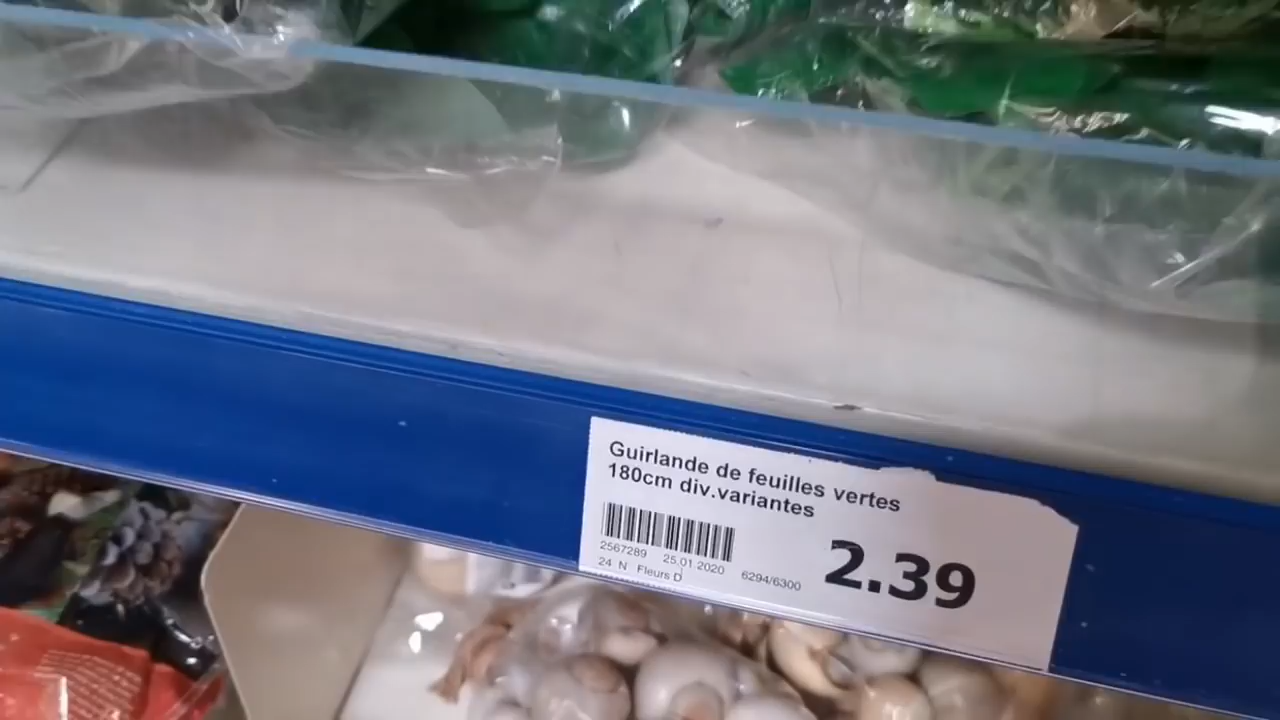 Guirlande de feuilles vertes
180cm div.variantes
2567289 25.01.2020
24 N Fleurs D 6294/6300
2.39